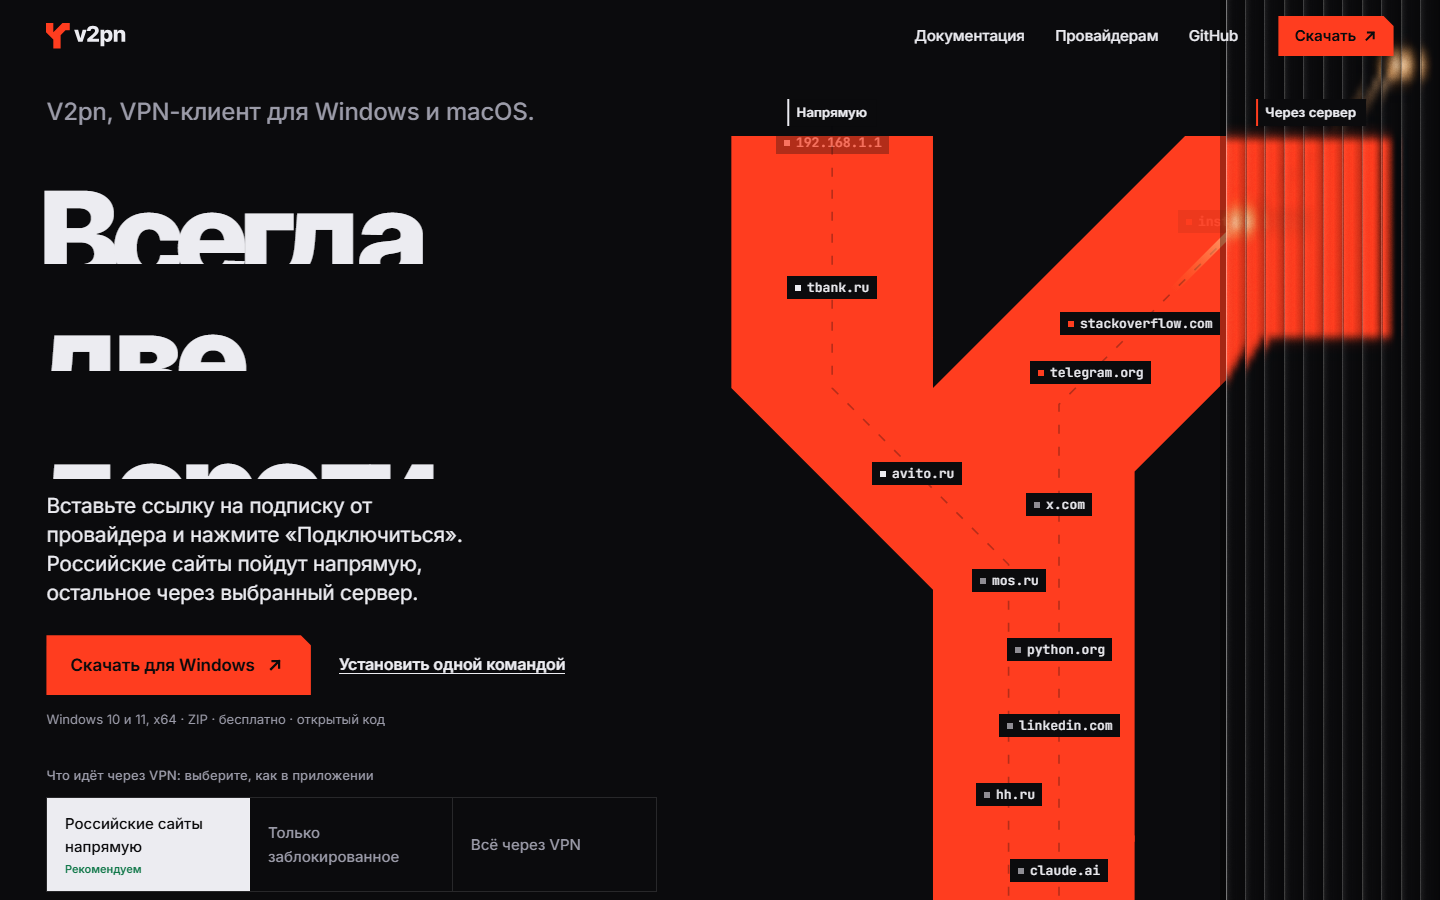 v2pn
Документация
Провайдерам
GitHub
Скачать
V2pn, VPN-клиент для Windows и macOS.
Напрямую
Через сервер
192.168.1.1
Всегда
две
дороги
tbank.ru
stackoverflow.com
telegram.org
avito.ru
x.com
mos.ru
python.org
linkedin.com
hh.ru
claude.ai
Вставьте ссылку на подписку от
провайдера и нажмите «Подключиться».
Российские сайты пойдут напрямую,
остальное через выбранный сервер.
Скачать для Windows
Установить одной командой
Windows 10 и 11, x64 · ZIP · бесплатно · открытый код
Что идёт через VPN: выберите, как в приложении
Российские сайты
напрямую
Рекомендуем
Только
заблокированное
Всё через VPN